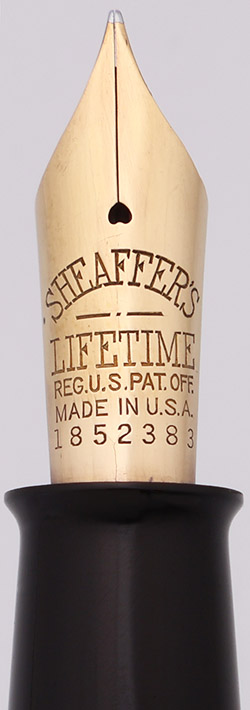 SHEAFFER'S
LIFETIME
REG.U.S.PAT.OFF.
MADE IN U.S.A.
1852383